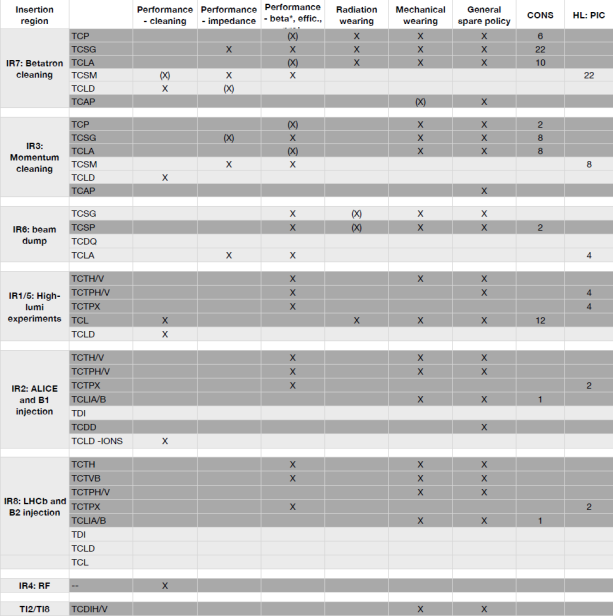 Insertion region Performance - cleaning Performance - impedance Performance - beta*, effic., Radiation wearing Mechanical wearing General spare policy CONS HL: PIC
IR7: Betatron cleaning
TCP (X) X X X 6
TCSG X X X X X 22
TCLA (X) X X X 10
TCSM (X) X X 22
TCLD X (X)
TCAP (X) X
IR3: Momentum cleaning
TCP (X) X X 2
TCSG (X) X X X 8
TCLA (X) X X 8
TCSM X X 8
TCLD X
TCAP X
IR6: beam dump
TCSG X (X) X X
TCSP X (X) X X 2
TCDQ
TCLA X X 4
IR1/5: High-lumi experiments
TCTH/V X X X
TCTPH/V X X 4
TCTPX X 4
TCL X X X X 12
TCLD X
IR2: ALICE and B1 injection
TCTH/V X X X
TCTPH/V X X X
TCTPX X 2
TCLIA/B X X 1
TDI
TCDD X
TCLD -IONS X
IR8: LHCb and B2 injection
TCTH X X X
TCTVB X X X
TCTPH/V X X
TCTPX X 2
TCLIA/B X X 1
TDI
TCLD
TCL
IR4: RF -- X
TI2/TI8 TCDIH/V X X